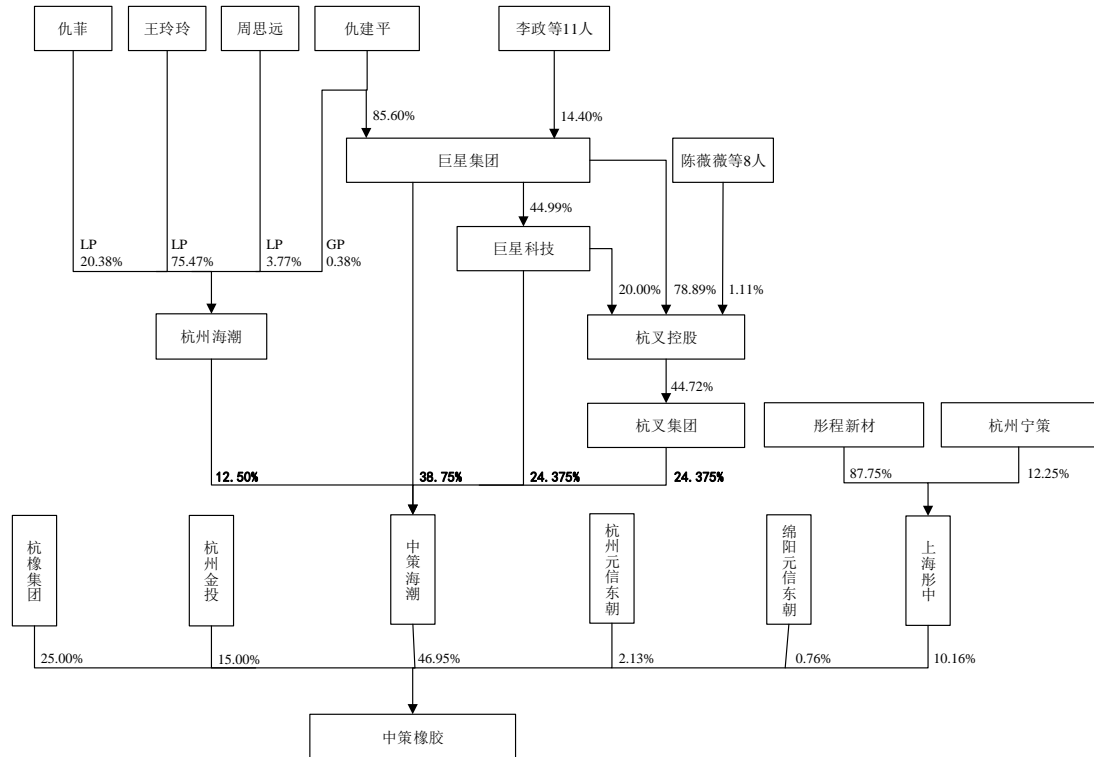 仇菲
王玲玲
周思远
仇建平
李政等11人
85.60%
14.40%
巨星集团
陈薇薇等8人
44.99%
巨星科技
LP
20.38%
LP
75.47%
LP
3.77%
GP
0.38%
20.00%
78.89%
1.11%
杭州海潮
杭叉控股
44.72%
杭叉集团
彤程新材
杭州宁策
12.50%
38.75%
24.375%
24.375%
87.75%
12.25%
杭橡集团
杭州金投
中策海潮
杭州元信东朝
绵阳元信东朝
上海彤中
25.00%
15.00%
46.95%
2.13%
0.76%
10.16%
中策橡胶